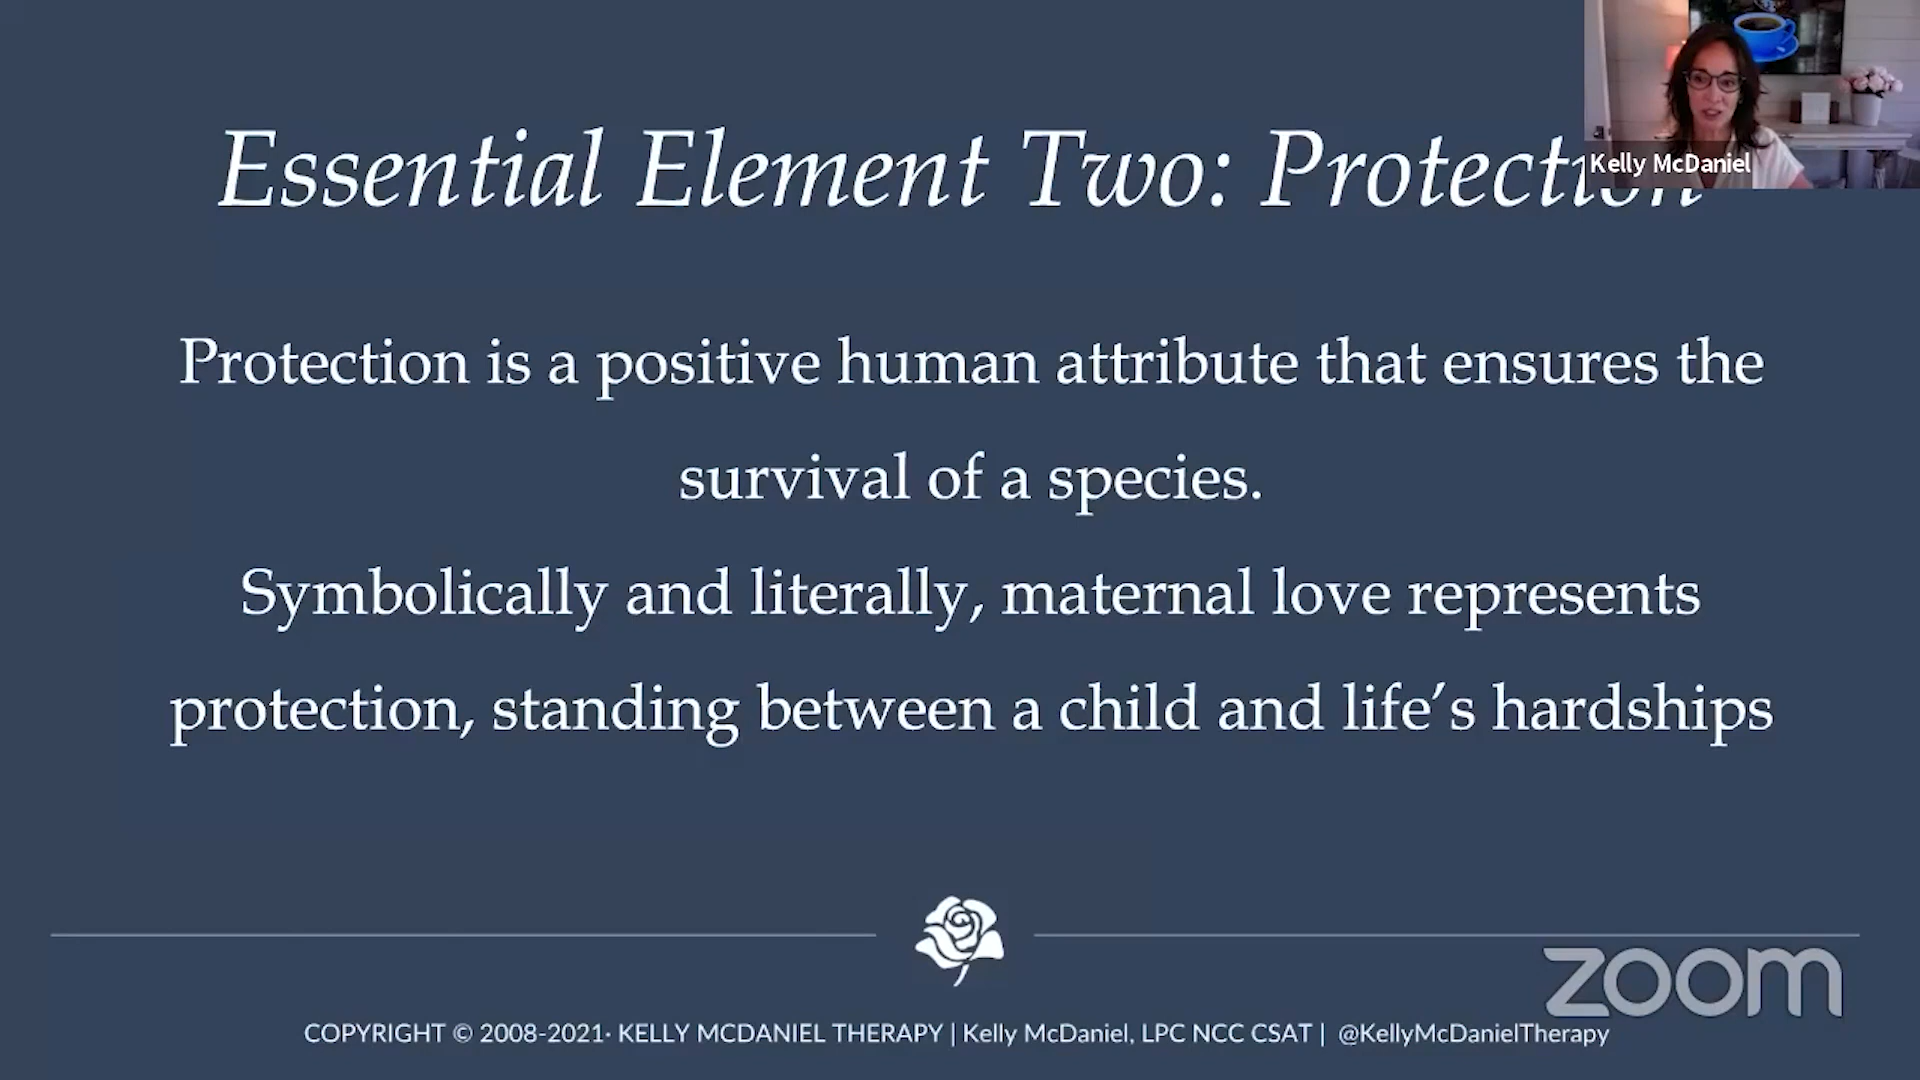 Essential Element Two: Protection
Kelly McDaniel
Protection is a positive human attribute that ensures the
survival of a species.
Symbolically and literally, maternal love represents
protection, standing between a child and life’s hardships
zoom
COPYRIGHT © 2008-2021· KELLY MCDANIEL THERAPY | Kelly McDaniel, LPC NCC CSAT | @KellyMcDanielTherapy